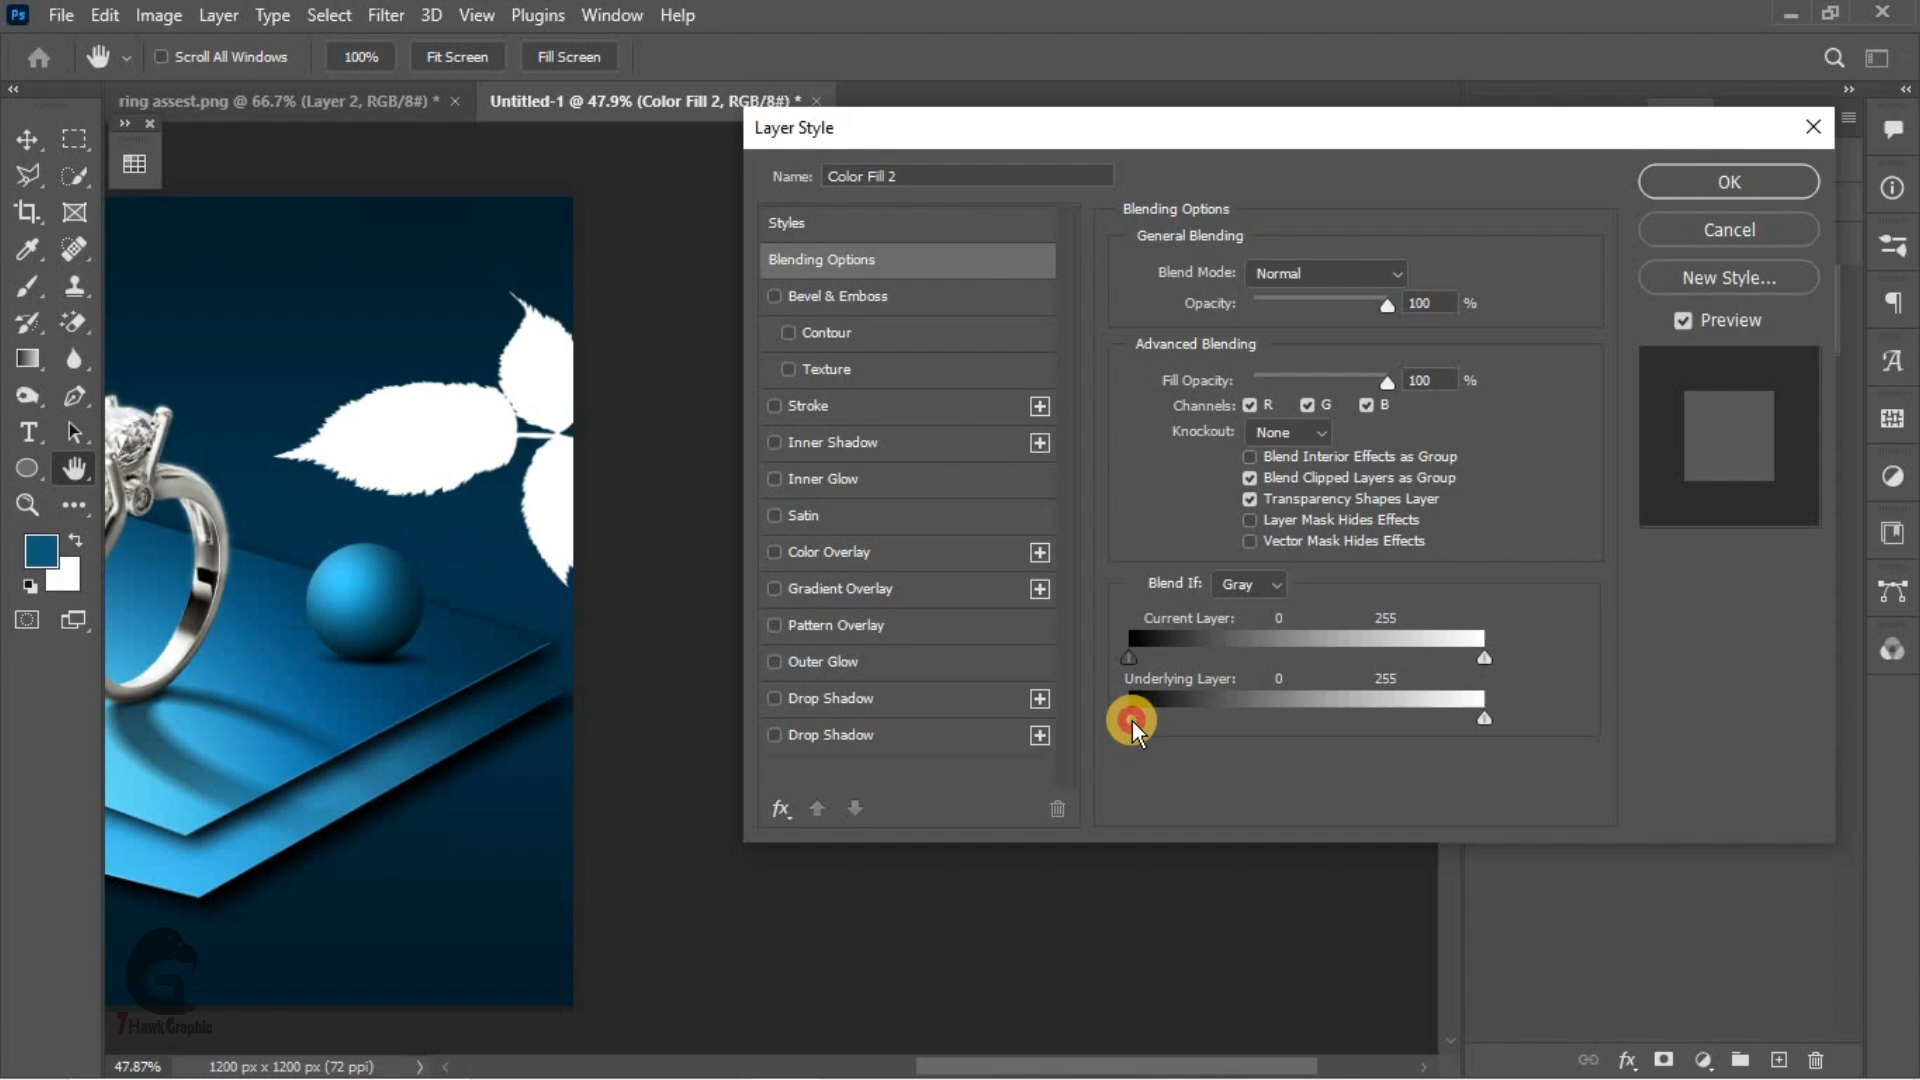 Ps File Edit Image Layer Type Select Filter 3D View Plugins Window Help
Scroll All Windows 100% Fit Screen Fill Screen
ring assest.png @ 66.7% (Layer 2, RGB/8#) * Untitled-1 @ 47.9% (Color Fill 2, RGB/8#) *
Layer Style
Name: Color Fill 2
Styles
Blending Options
Bevel & Emboss
Contour
Texture
Stroke
Inner Shadow
Inner Glow
Satin
Color Overlay
Gradient Overlay
Pattern Overlay
Outer Glow
Drop Shadow
Drop Shadow
fx
Blending Options
General Blending
Blend Mode: Normal
Opacity: 100 %
Advanced Blending
Fill Opacity: 100 %
Channels: R G B
Knockout: None
Blend Interior Effects as Group
Blend Clipped Layers as Group
Transparency Shapes Layer
Layer Mask Hides Effects
Vector Mask Hides Effects
Blend If: Gray
Current Layer: 0 255
Underlying Layer: 0 255
OK
Cancel
New Style...
Preview
7HawkGraphic
47.87% 1200 px x 1200 px (72 ppi)
fx